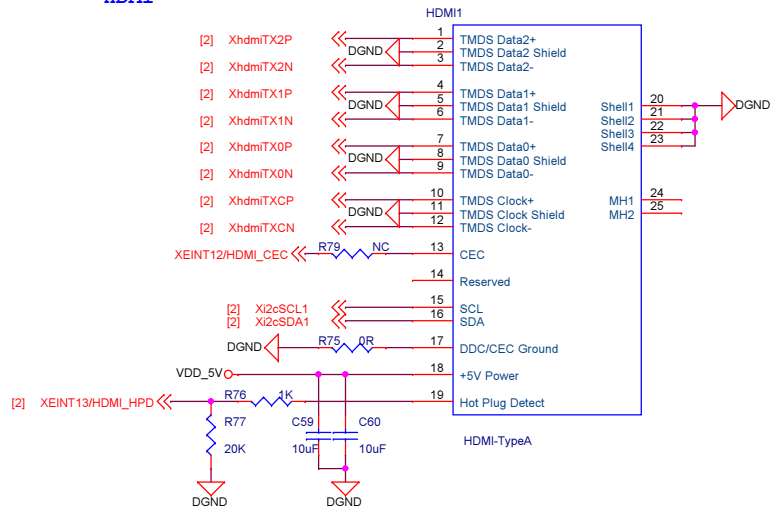 HDMI1
[2] XhdmiTX2P 1 TMDS Data2+
DGND 2 TMDS Data2 Shield
[2] XhdmiTX2N 3 TMDS Data2-
[2] XhdmiTX1P 4 TMDS Data1+
DGND 5 TMDS Data1 Shield
[2] XhdmiTX1N 6 TMDS Data1-
Shell1 20 DGND
Shell2 21
Shell3 22
Shell4 23
[2] XhdmiTX0P 7 TMDS Data0+
DGND 8 TMDS Data0 Shield
[2] XhdmiTX0N 9 TMDS Data0-
[2] XhdmiTXCP 10 TMDS Clock+
DGND 11 TMDS Clock Shield
[2] XhdmiTXCN 12 TMDS Clock-
MH1 24
MH2 25
XEINT12/HDMI_CEC R79 NC 13 CEC
14 Reserved
[2] Xi2cSCL1 15 SCL
[2] Xi2cSDA1 16 SDA
DGND R75 0R 17 DDC/CEC Ground
VDD_5V 18 +5V Power
[2] XEINT13/HDMI_HPD R76 1K 19 Hot Plug Detect
R77 C59 C60
20K 10uF 10uF
HDMI-TypeA
DGND DGND